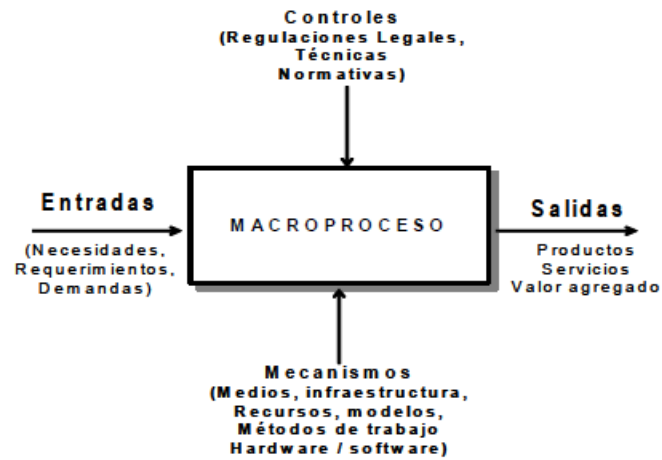 Controles
(Regulaciones Legales,
Técnicas
Normativas)
Entradas
(Necesidades,
Requerimientos,
Demandas)
MACROPROCESO
Salidas
Productos
Servicios
Valor agregado
Mecanismos
(Medios, infraestructura,
Recursos, modelos,
Métodos de trabajo
Hardware / software)